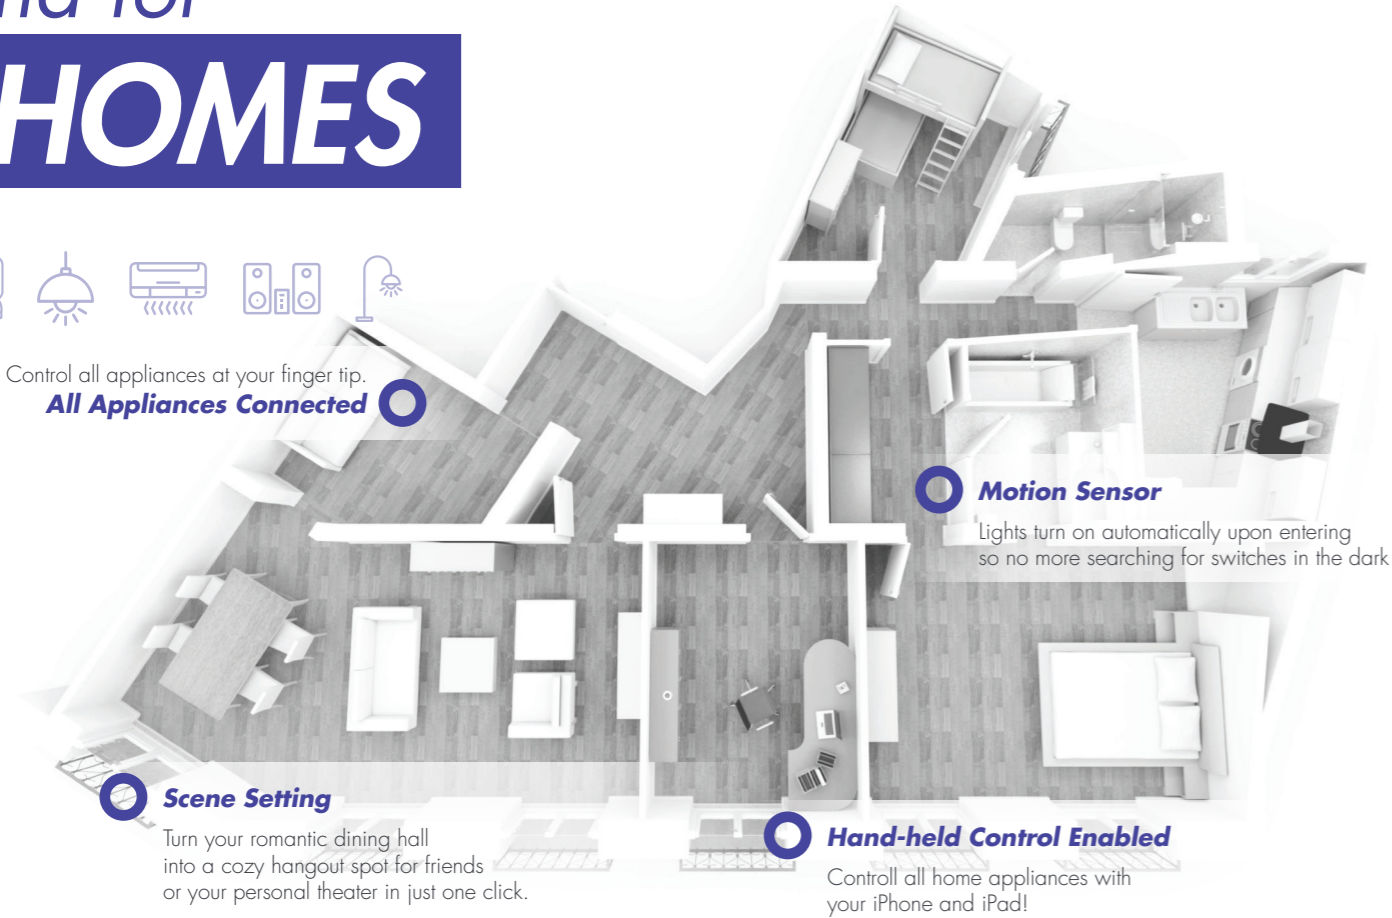 for
HOMES
Control all appliances at your finger tip.
All Appliances Connected
Motion Sensor
Lights turn on automatically upon entering
so no more searching for switches in the dark
Scene Setting
Turn your romantic dining hall
into a cozy hangout spot for friends
or your personal theater in just one click.
Hand-held Control Enabled
Controll all home appliances with
your iPhone and iPad!